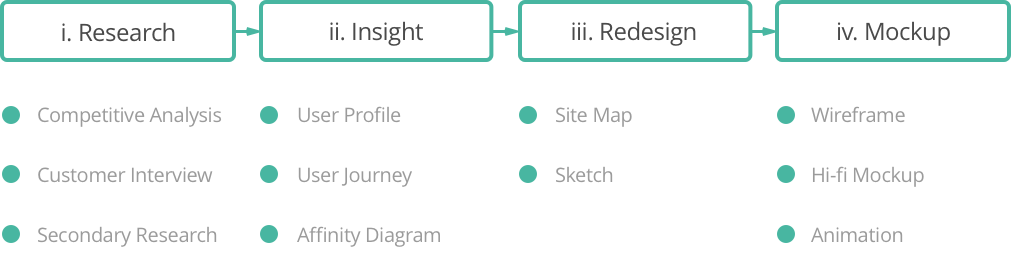 i. Research
ii. Insight
iii. Redesign
iv. Mockup
Competitive Analysis
User Profile
Site Map
Wireframe
Customer Interview
User Journey
Sketch
Hi-fi Mockup
Secondary Research
Affinity Diagram
Animation